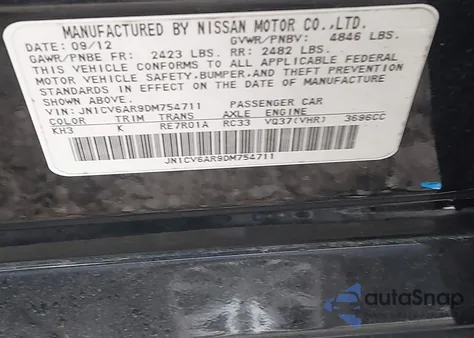 MANUFACTURED BY NISSAN MOTOR CO.,LTD.
DATE: 09/12 GVWR/PNBV: 4846 LBS.
GAWR/PNBE FR: 2423 LBS. RR: 2482 LBS.
THIS VEHICLE CONFORMS TO ALL APPLICABLE FEDERAL
MOTOR VEHICLE SAFETY,BUMPER,AND THEFT PREVENTION
STANDARDS IN EFFECT ON THE DATE OF MANUFACTURE
SHOWN ABOVE.
VIN: JN1CV6AR9DM754711 PASSENGER CAR
COLOR TRIM TRANS AXLE ENGINE
KH3 K RE7R01A RC33 VQ37(VHR) 3696CC
JN1CV6AR9DM754711
autoSnap
Powered by